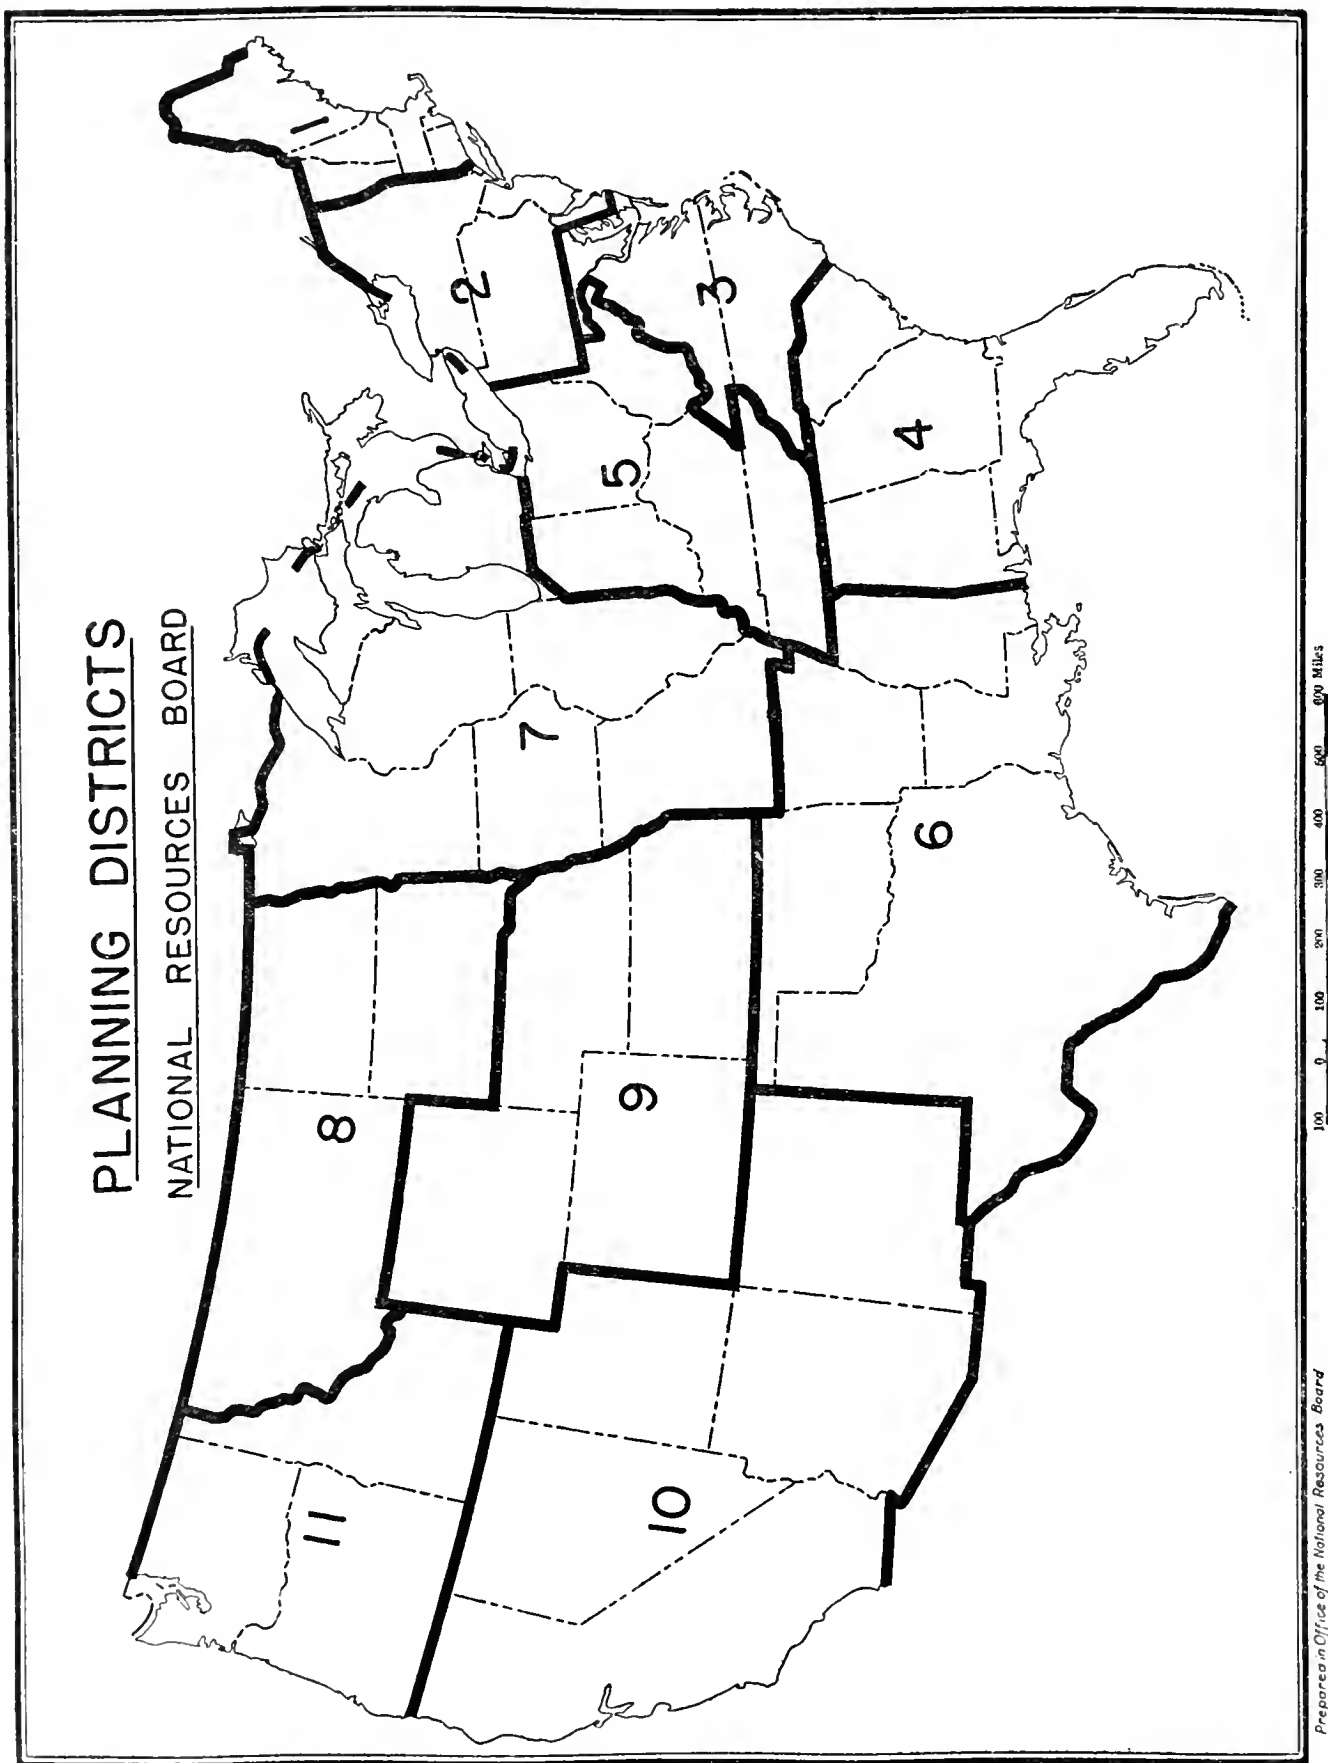 PLANNING DISTRICTS
NATIONAL RESOURCES BOARD
1
2
3
4
5
6
7
8
9
10
11
Prepared in Office of the National Resources Board
100 0 100 200 300 400 500 600 Miles